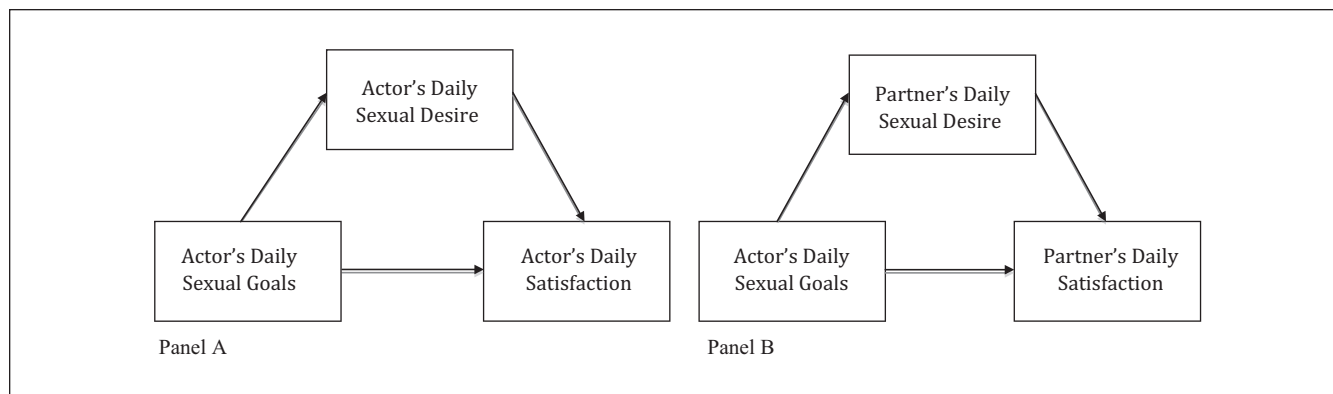 Actor’s Daily
Sexual Desire
Actor’s Daily
Sexual Goals
Actor’s Daily
Satisfaction
Panel A
Partner’s Daily
Sexual Desire
Actor’s Daily
Sexual Goals
Partner’s Daily
Satisfaction
Panel B